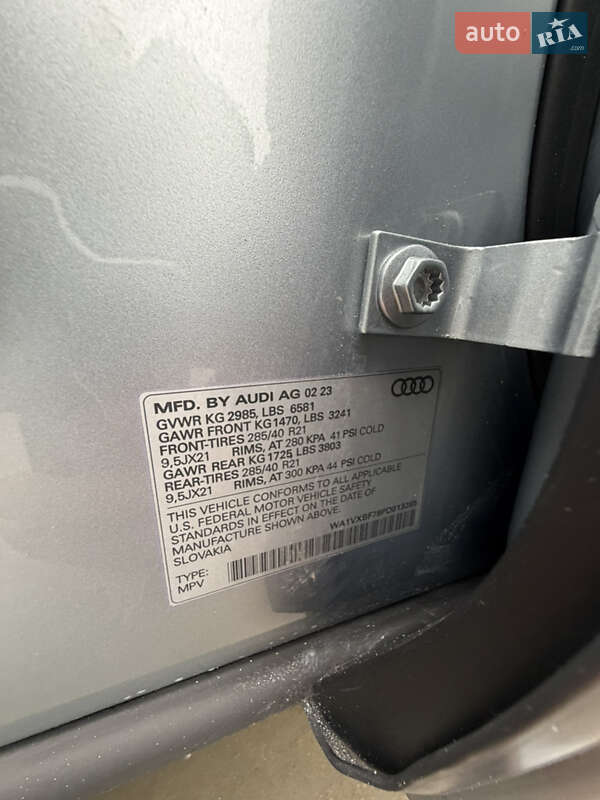 auto RIA .com
MFD. BY AUDI AG 02 23
GVWR KG 2985, LBS 6581
GAWR FRONT KG 1470, LBS 3241
FRONT-TIRES 285/40 R21
9,5JX21 RIMS, AT 280 KPA 41 PSI COLD
GAWR REAR KG 1725, LBS 3803
REAR-TIRES 285/40 R21
9,5JX21 RIMS, AT 300 KPA 44 PSI COLD
THIS VEHICLE CONFORMS TO ALL APPLICABLE
U.S. FEDERAL MOTOR VEHICLE SAFETY
STANDARDS IN EFFECT ON THE DATE OF
MANUFACTURE SHOWN ABOVE.
SLOVAKIA
TYPE:
MPV